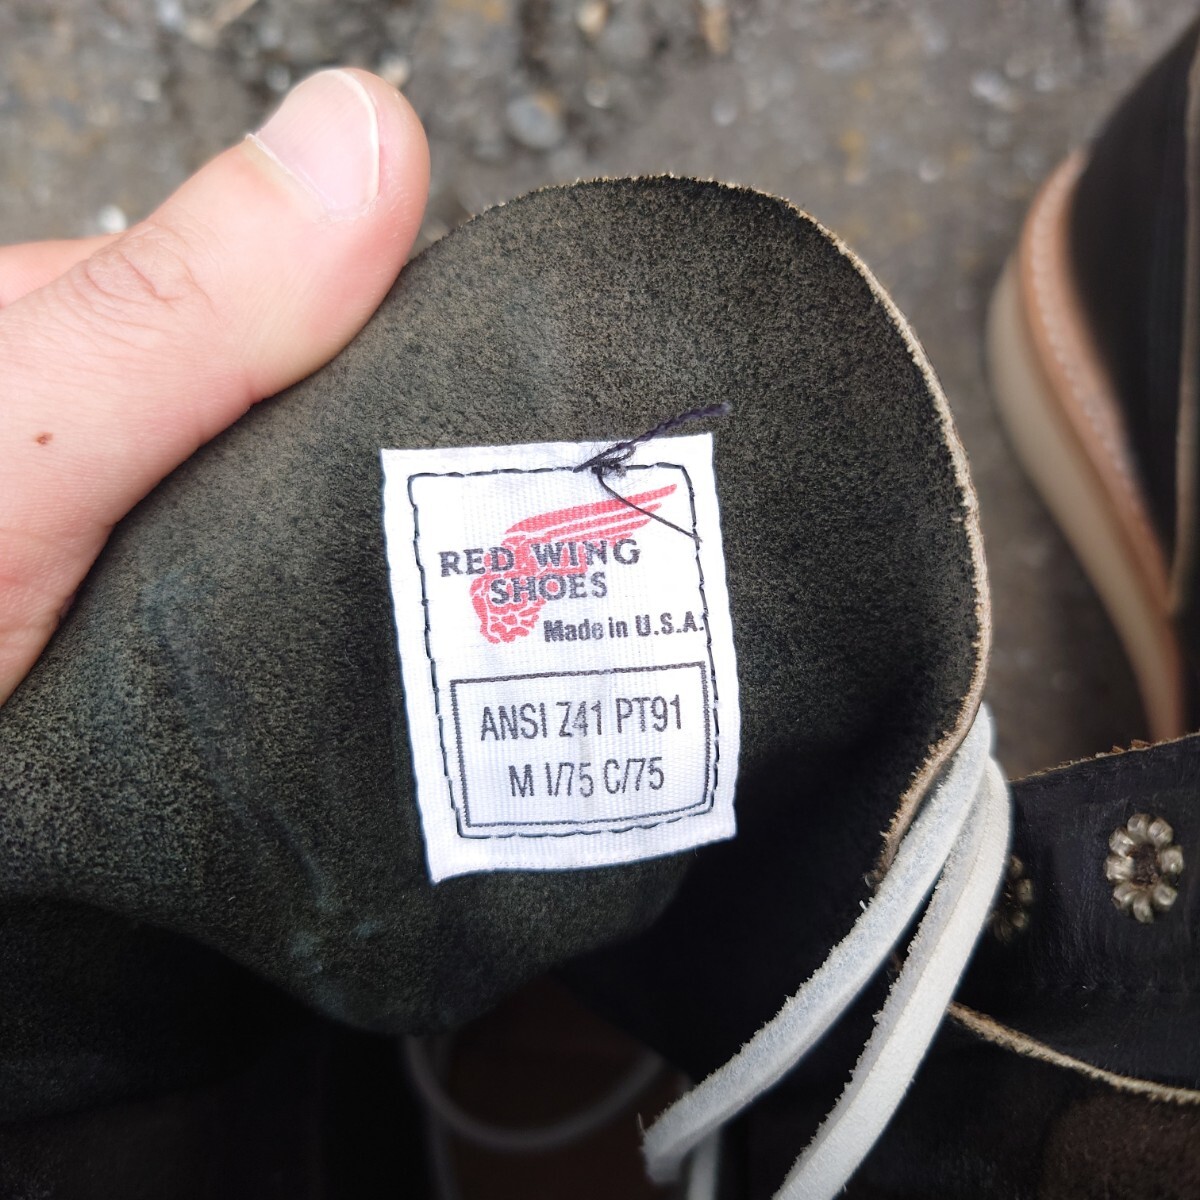 RED WING
SHOES
Made in U.S.A.
ANSI Z41 PT91
M I/75 C/75